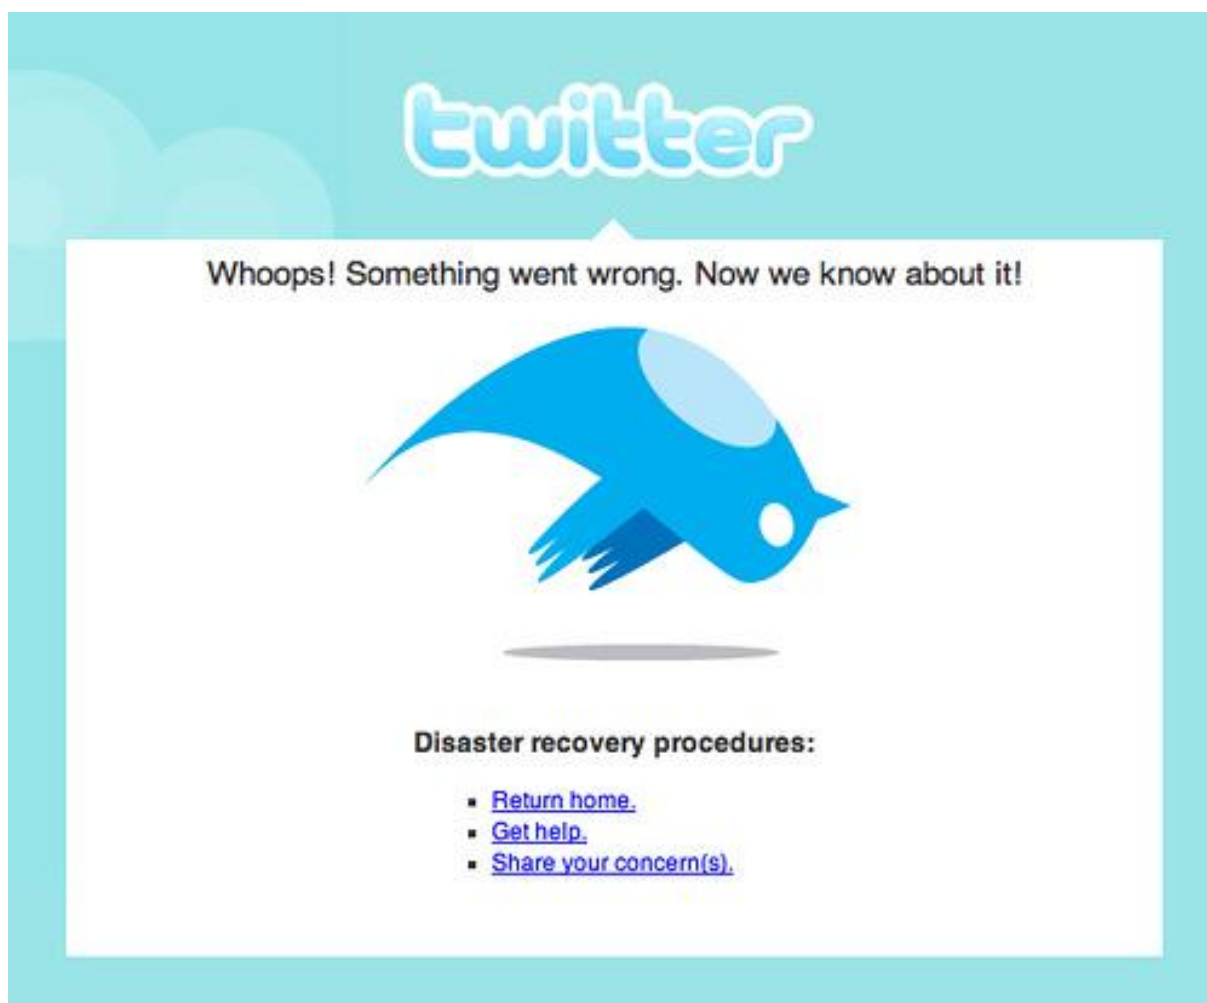 twitter
Whoops! Something went wrong. Now we know about it!
Disaster recovery procedures:
Return home.
Get help.
Share your concern(s).